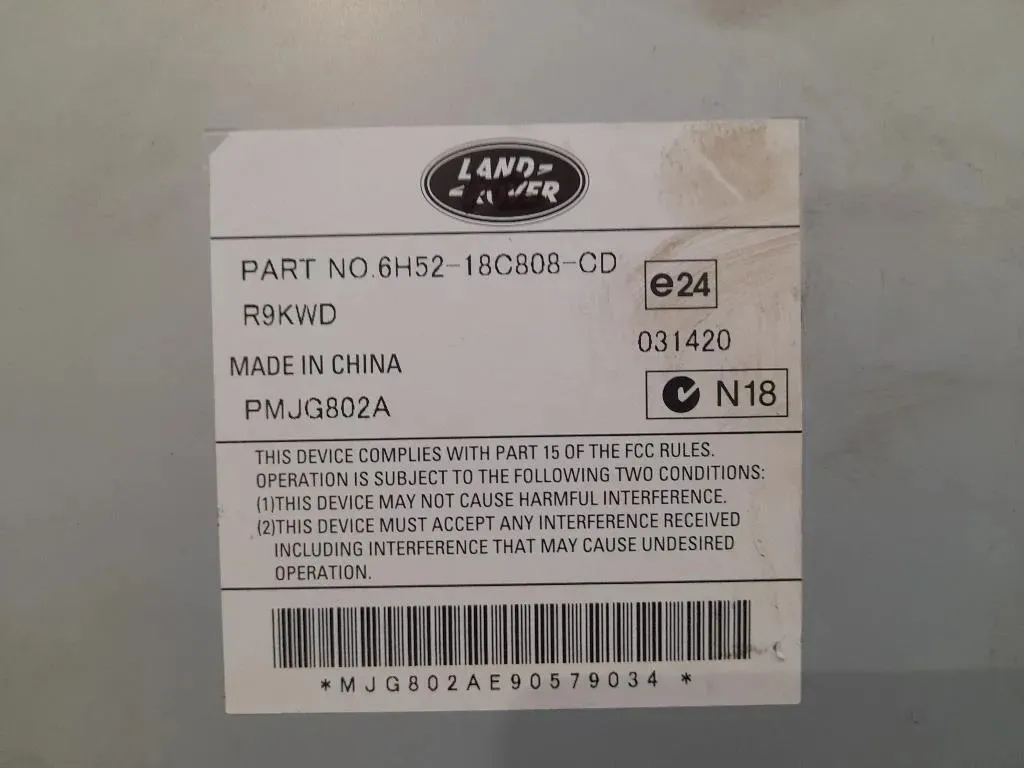 LAND-
ROVER
PART NO.6H52-18C808-CD
e24
R9KWD
031420
MADE IN CHINA
N18
PMJG802A
THIS DEVICE COMPLIES WITH PART 15 OF THE FCC RULES.
OPERATION IS SUBJECT TO THE FOLLOWING TWO CONDITIONS:
(1)THIS DEVICE MAY NOT CAUSE HARMFUL INTERFERENCE.
(2)THIS DEVICE MUST ACCEPT ANY INTERFERENCE RECEIVED
INCLUDING INTERFERENCE THAT MAY CAUSE UNDESIRED
OPERATION.
*MJG802AE90579034 *